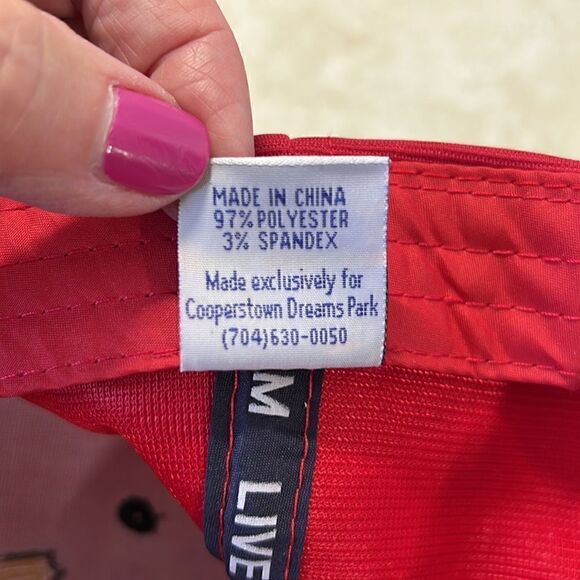 MADE IN CHINA
97% POLYESTER
3% SPANDEX
Made exclusively for
Cooperstown Dreams Park
(704)630-0050
LIVE